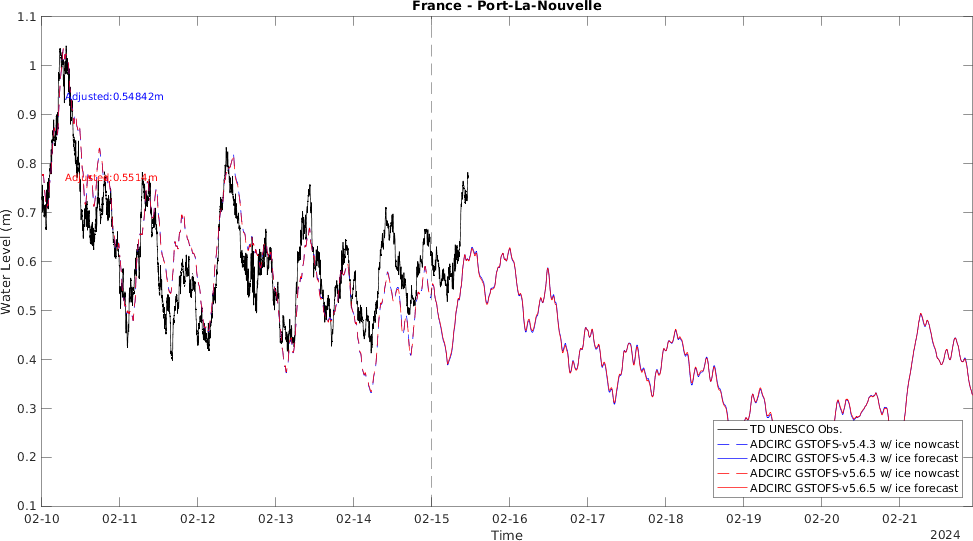 France - Port-La-Nouvelle
1.1
1
0.9
0.8
0.7
0.6
0.5
0.4
0.3
0.2
0.1
Water Level (m)
Adjusted:0.54842m
Adjusted:0.5514m
TD UNESCO Obs.
ADCIRC GSTOFS-v5.4.3 w/ ice nowcast
ADCIRC GSTOFS-v5.4.3 w/ ice forecast
ADCIRC GSTOFS-v5.6.5 w/ ice nowcast
ADCIRC GSTOFS-v5.6.5 w/ ice forecast
02-10 02-11 02-12 02-13 02-14 02-15 02-16 02-17 02-18 02-19 02-20 02-21
Time
2024